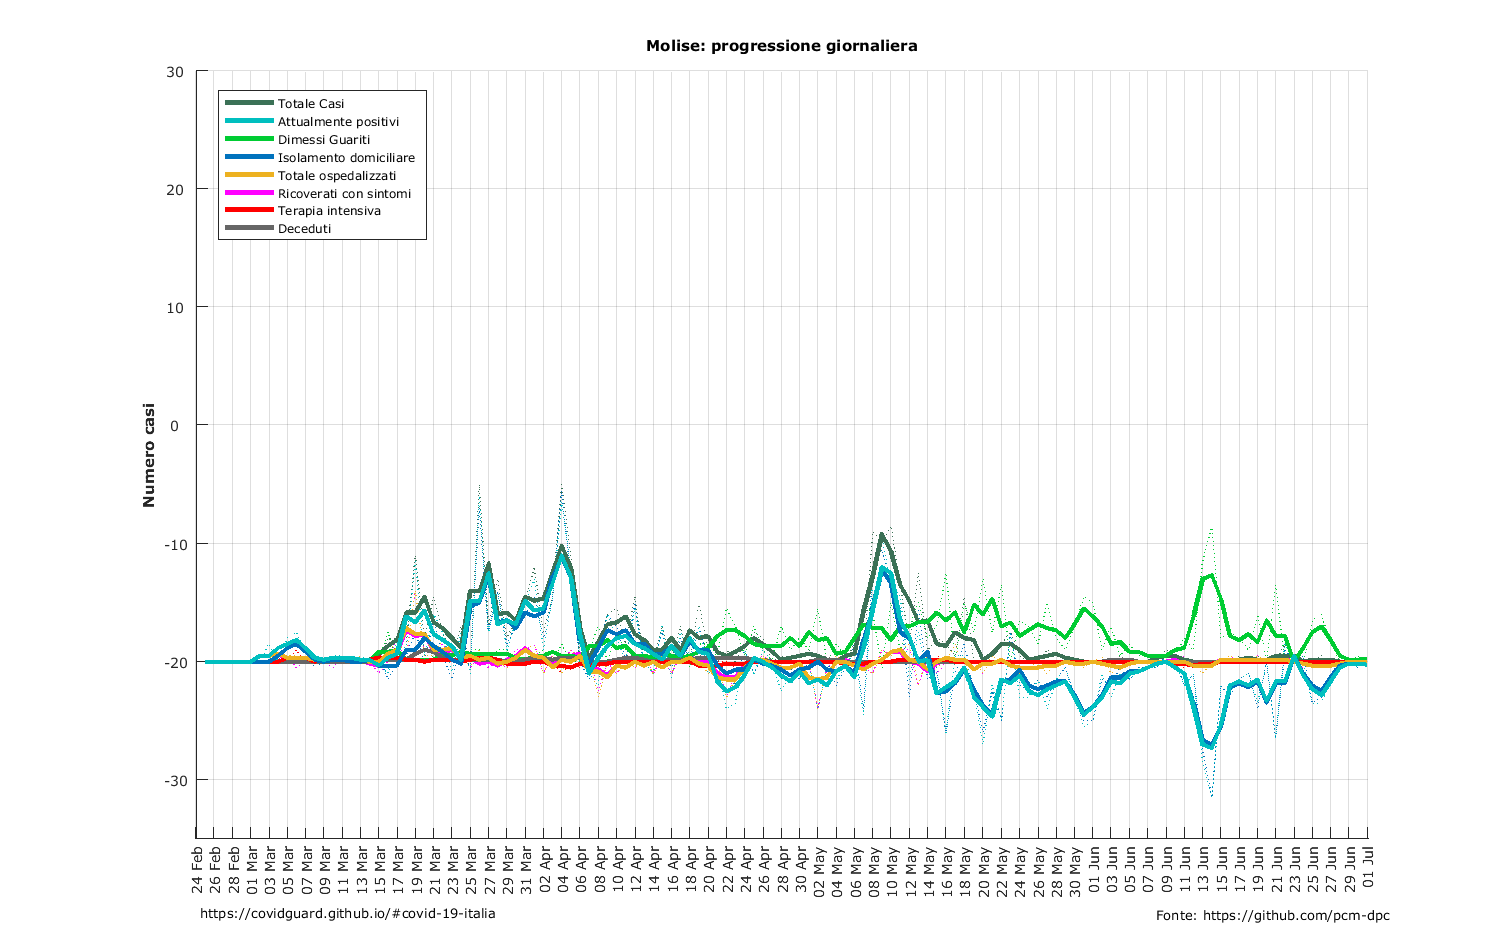 Molise: progressione giornaliera
30
20
10
0
-10
-20
-30
Numero casi
Totale Casi
Attualmente positivi
Dimessi Guariti
Isolamento domiciliare
Totale ospedalizzati
Ricoverati con sintomi
Terapia intensiva
Deceduti
24 Feb
26 Feb
28 Feb
01 Mar
03 Mar
05 Mar
07 Mar
09 Mar
11 Mar
13 Mar
15 Mar
17 Mar
19 Mar
21 Mar
23 Mar
25 Mar
27 Mar
29 Mar
31 Mar
02 Apr
04 Apr
06 Apr
08 Apr
10 Apr
12 Apr
14 Apr
16 Apr
18 Apr
20 Apr
22 Apr
24 Apr
26 Apr
28 Apr
30 Apr
02 May
04 May
06 May
08 May
10 May
12 May
14 May
16 May
18 May
20 May
22 May
24 May
26 May
28 May
30 May
01 Jun
03 Jun
05 Jun
07 Jun
09 Jun
11 Jun
13 Jun
15 Jun
17 Jun
19 Jun
21 Jun
23 Jun
25 Jun
27 Jun
29 Jun
01 Jul
https://covidguard.github.io/#covid-19-italia
Fonte: https://github.com/pcm-dpc